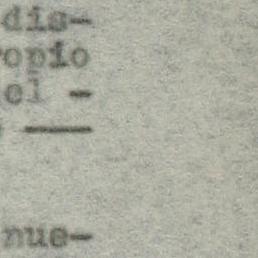 dis-
opio
el -
-
nue-